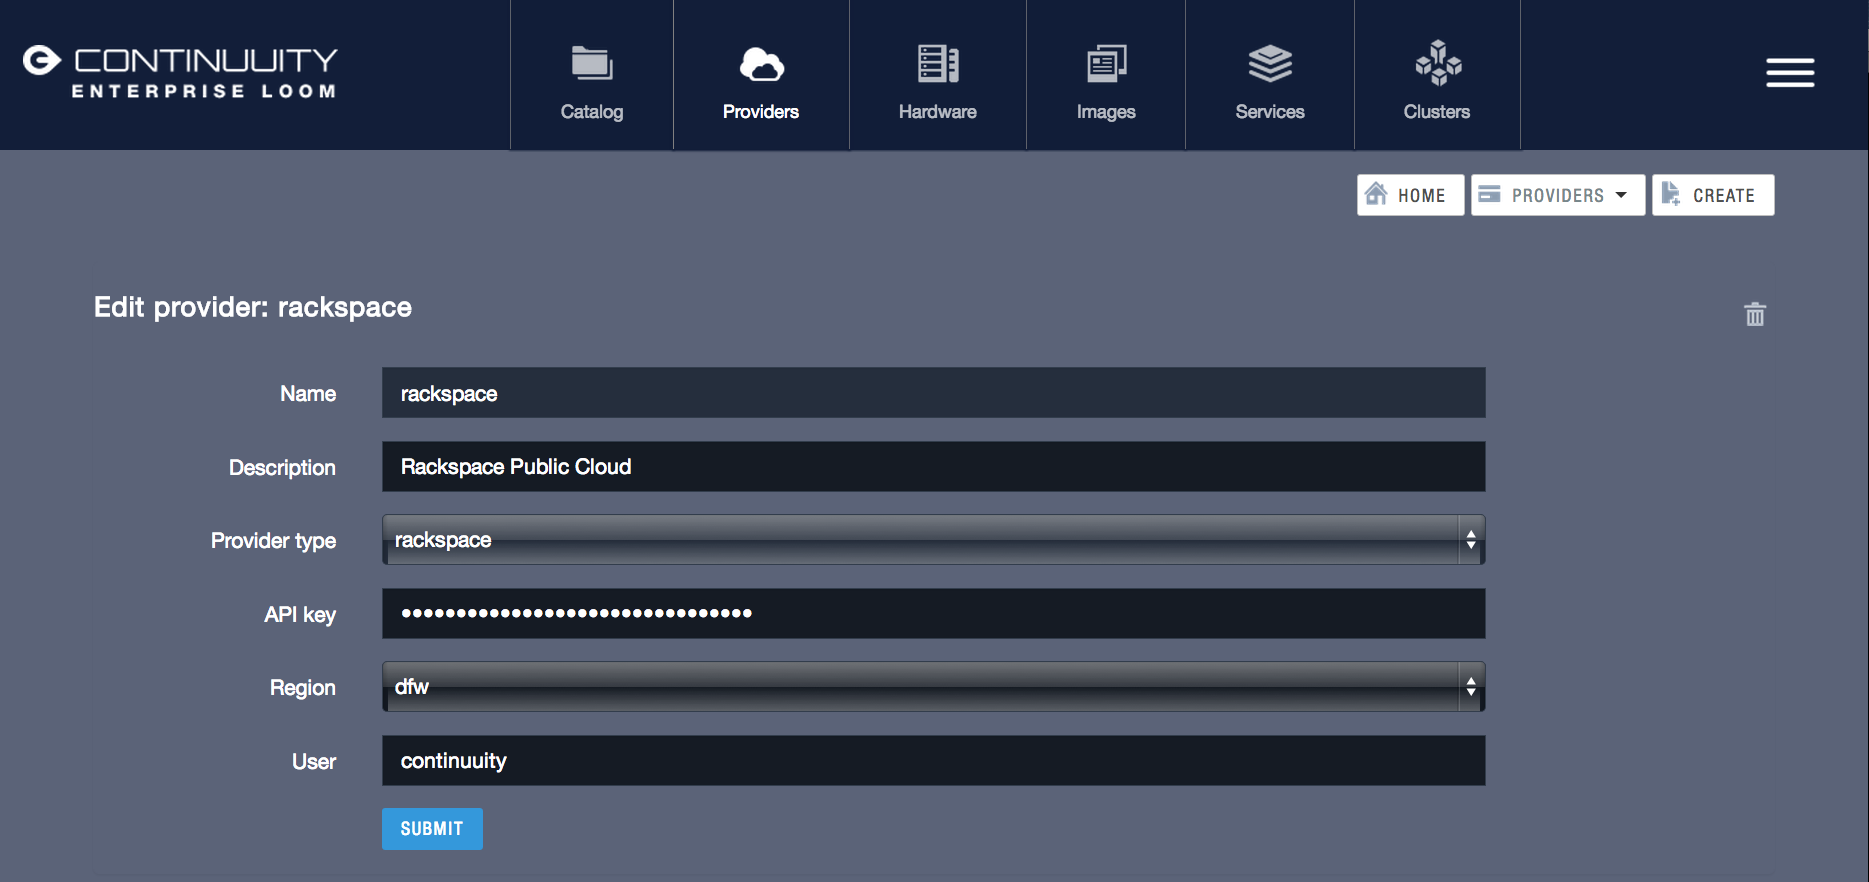 CONTINUUITY
ENTERPRISE LOOM
Catalog
Providers
Hardware
Images
Services
Clusters
HOME
PROVIDERS
CREATE
Edit provider: rackspace
Name rackspace
Description Rackspace Public Cloud
Provider type rackspace
API key ••••••••••••••••••••••••••••••••
Region dfw
User continuuity
SUBMIT